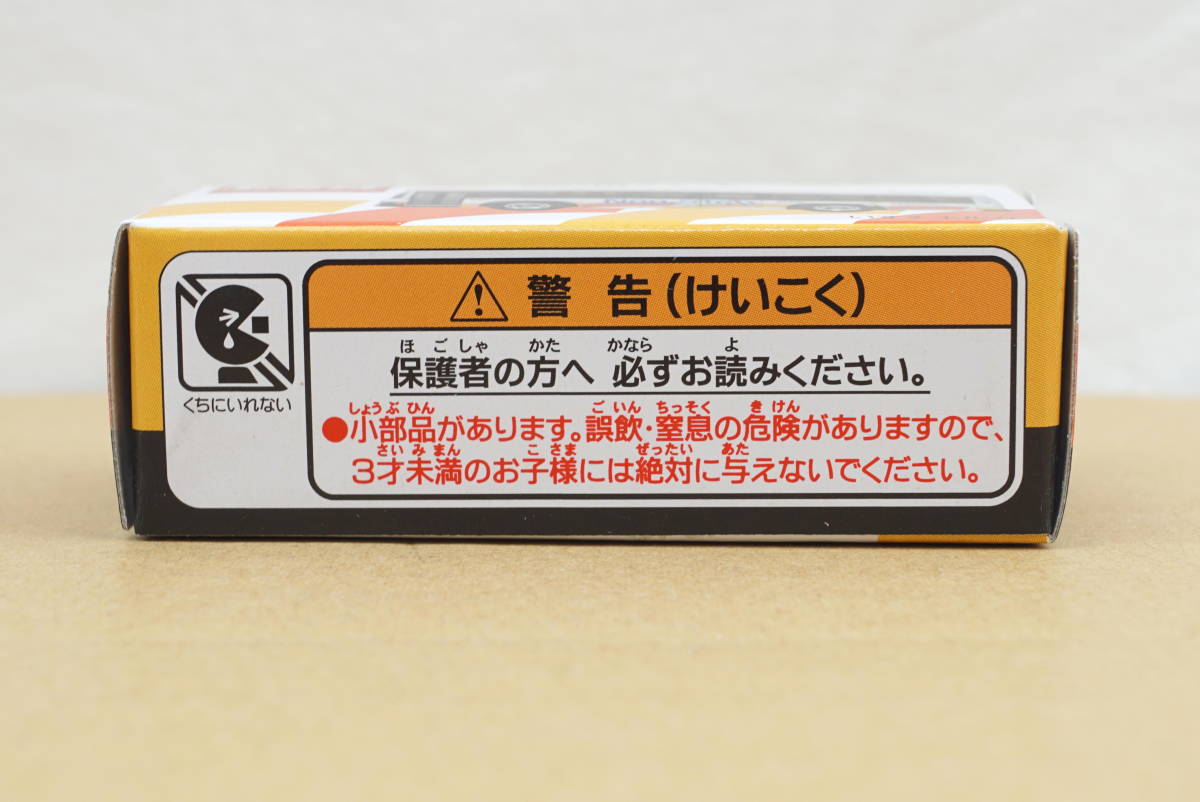 警 告(けいこく)
ほごしゃ かた かなら よ
保護者の方へ 必ずお読みください。
しょうぶひん ごいん ちっそく きけん
●小部品があります。誤飲・窒息の危険がありますので、
さいみまん こさま ぜったい あた
3才未満のお子様には絶対に与えないでください。
くちにいれない